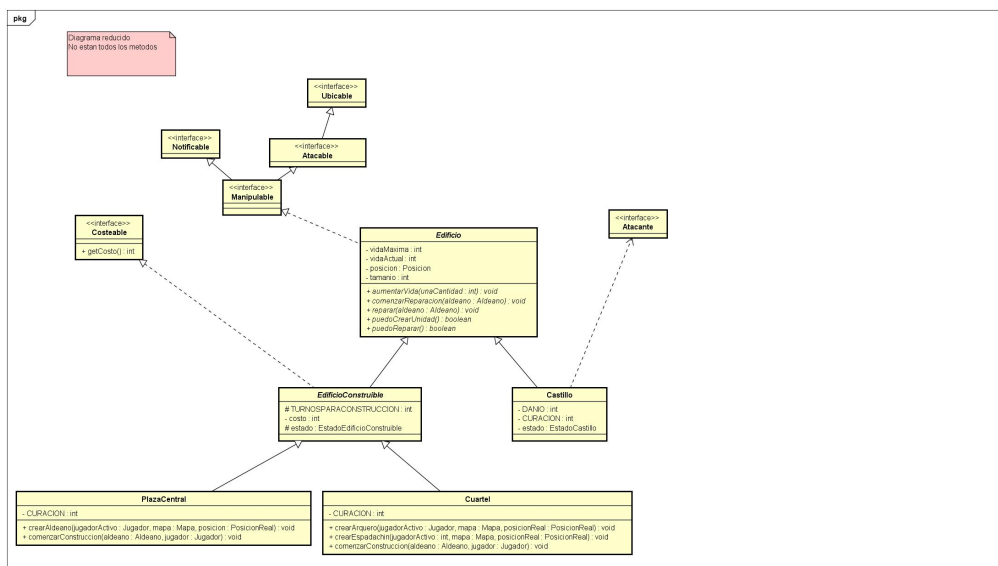 pkg
Diagrama reducido
No estan todos los metodos
<<interface>>
Ubicable
<<interface>>
Notificable
<<interface>>
Atacable
<<interface>>
Manipulable
<<interface>>
Costeable
+ getCosto() : int
<<interface>>
Atacante
Edificio
- vidaMaxima : int
- vidaActual : int
- posicion : Posicion
- tamanio : int
+ aumentarVida(unaCantidad : int) : void
+ comenzarReparacion(aldeano : Aldeano) : void
+ reparar(aldeano : Aldeano) : void
+ puedoCrearUnidad() : boolean
+ puedoReparar() : boolean
EdificioConstruible
# TURNOSPARACONSTRUCCION : int
- costo : int
# estado : EstadoEdificioConstruible
Castillo
- DANIO : int
- CURACION : int
- estado : EstadoCastillo
PlazaCentral
- CURACION : int
+ crearAldeano(jugadorActivo : Jugador, mapa : Mapa, posicion : PosicionReal) : void
+ comenzarConstruccion(aldeano : Aldeano, jugador : Jugador) : void
Cuartel
- CURACION : int
+ crearArquero(jugadorActivo : Jugador, mapa : Mapa, posicionReal : PosicionReal) : void
+ crearEspadachin(jugadorActivo : int, mapa : Mapa, posicionReal : PosicionReal) : void
+ comenzarConstruccion(aldeano : Aldeano, jugador : Jugador) : void